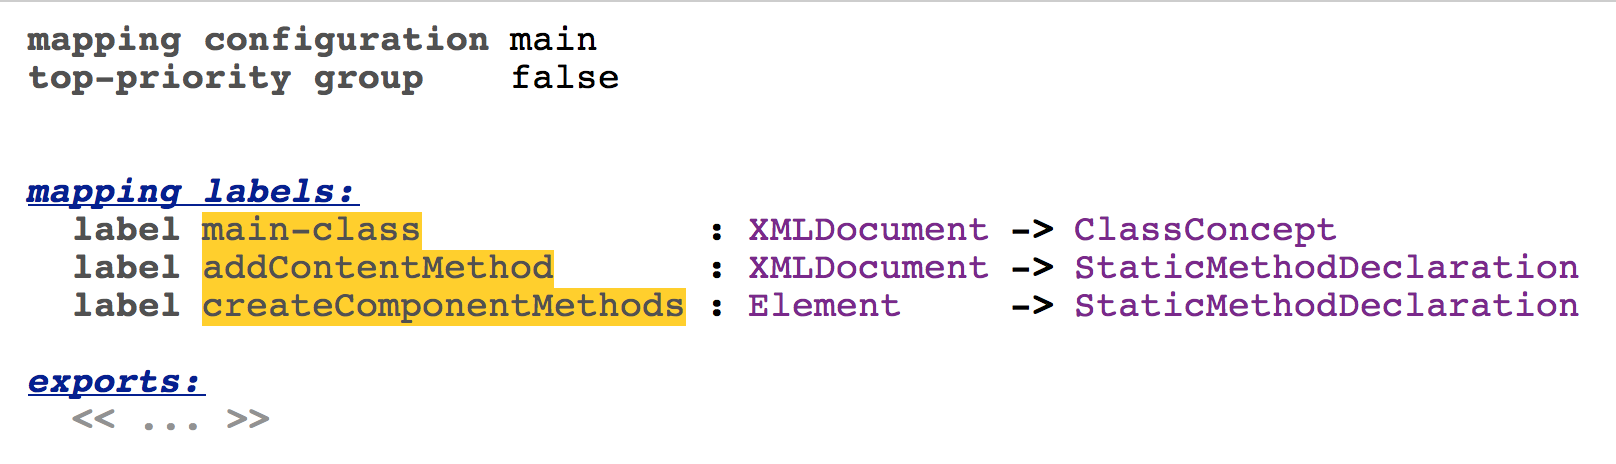 mapping configuration main
top-priority group false
mapping labels:
label main-class : XMLDocument -> ClassConcept
label addContentMethod : XMLDocument -> StaticMethodDeclaration
label createComponentMethods : Element -> StaticMethodDeclaration
exports:
<< ... >>